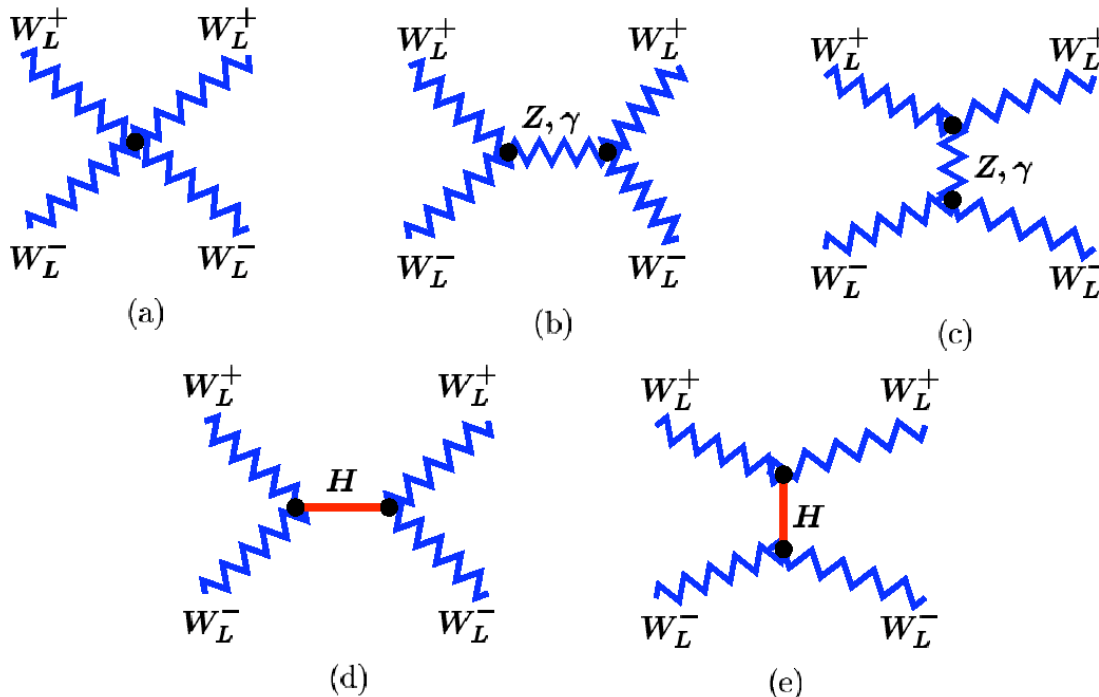 W_L^+ W_L^+ W_L^+ W_L^+ W_L^+ W_L^+
Z, γ
Z, γ
W_L^- W_L^- W_L^- W_L^- W_L^- W_L^-
(a) (b) (c)
W_L^+ W_L^+ W_L^+ W_L^+
H
H
W_L^- W_L^- W_L^- W_L^-
(d) (e)